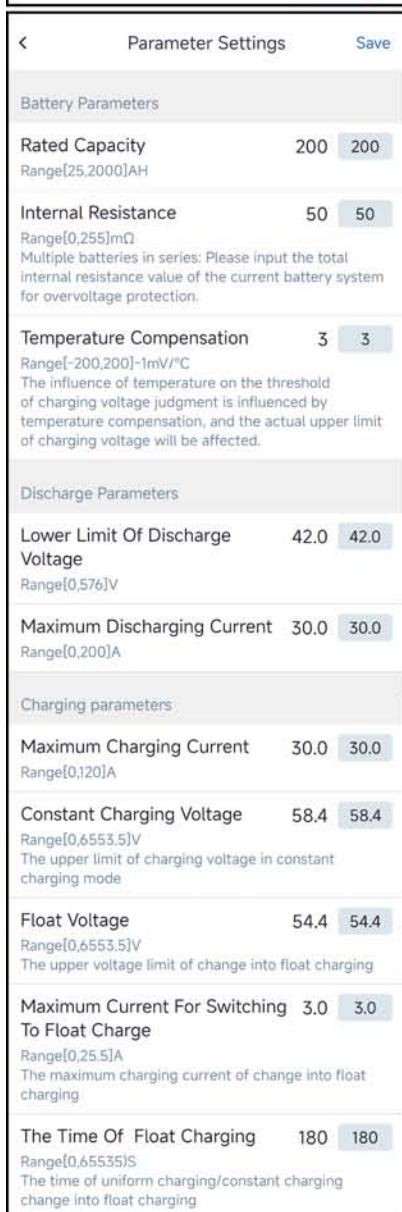 < Parameter Settings Save
Battery Parameters
Rated Capacity 200 200
Range[25,2000]AH
Internal Resistance 50 50
Range[0,255]mΩ
Multiple batteries in series: Please input the total
internal resistance value of the current battery system
for overvoltage protection.
Temperature Compensation 3 3
Range[-200,200]-1mV/°C
The influence of temperature on the threshold
of charging voltage judgment is influenced by
temperature compensation, and the actual upper limit
of charging voltage will be affected.
Discharge Parameters
Lower Limit Of Discharge 42.0 42.0
Voltage
Range[0,576]V
Maximum Discharging Current 30.0 30.0
Range[0,200]A
Charging parameters
Maximum Charging Current 30.0 30.0
Range[0,120]A
Constant Charging Voltage 58.4 58.4
Range[0,6553.5]V
The upper limit of charging voltage in constant
charging mode
Float Voltage 54.4 54.4
Range[0,6553.5]V
The upper voltage limit of change into float charging
Maximum Current For Switching 3.0 3.0
To Float Charge
Range[0,25.5]A
The maximum charging current of change into float
charging
The Time Of Float Charging 180 180
Range[0,65535)S
The time of uniform charging/constant charging
change into float charging